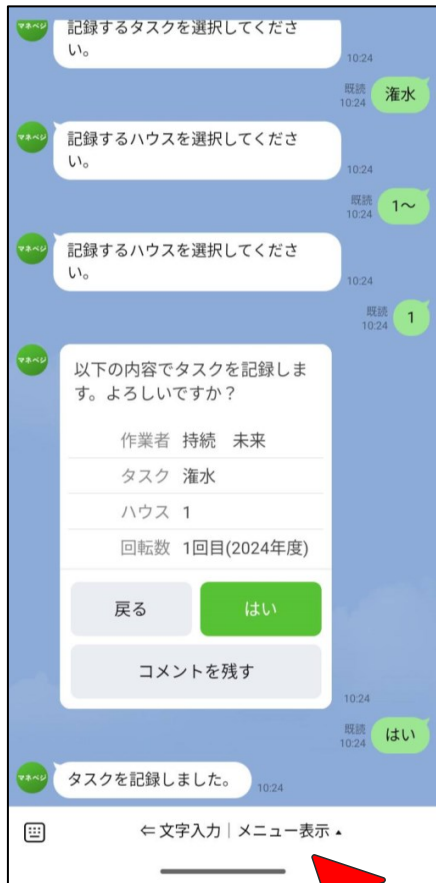 マネベジ
記録するタスクを選択してくださ
い。
10:24
既読
10:24
潅水
マネベジ
記録するハウスを選択してくださ
い。
10:24
既読
10:24
1～
マネベジ
記録するハウスを選択してくださ
い。
10:24
既読
10:24
1
マネベジ
以下の内容でタスクを記録しま
す。よろしいですか？
作業者 持続　未来
タスク 潅水
ハウス 1
回転数 1回目(2024年度)
戻る
はい
コメントを残す
10:24
既読
10:24
はい
マネベジ
タスクを記録しました。
10:24
⇐文字入力｜メニュー表示▲